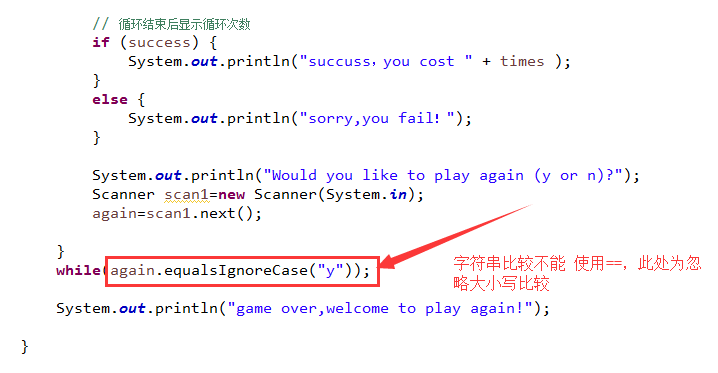 // 循环结束后显示循环次数
if (success) {
System.out.println("succuss，you cost " + times );
}
else {
System.out.println("sorry,you fail！");
}
System.out.println("Would you like to play again (y or n)?");
Scanner scan1=new Scanner(System.in);
again=scan1.next();
}
while(again.equalsIgnoreCase("y"));
字符串比较不能 使用==，此处为忽
略大小写比较
System.out.println("game over,welcome to play again!");
}